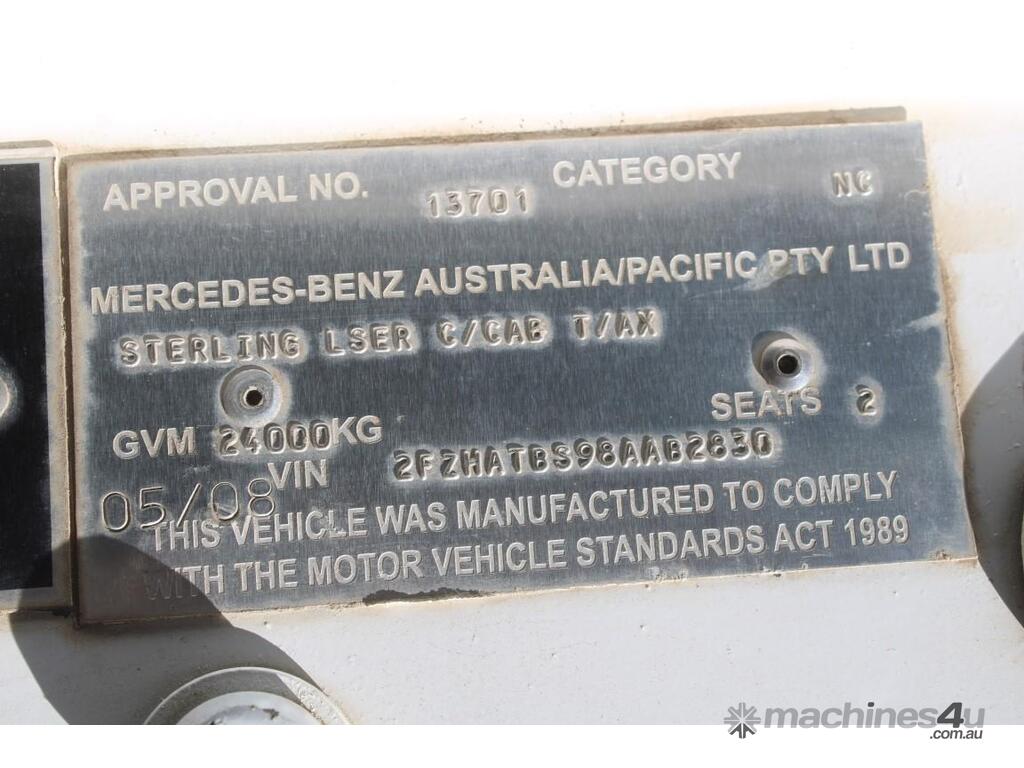 APPROVAL NO. 13701 CATEGORY NC
MERCEDES-BENZ AUSTRALIA/PACIFIC PTY LTD
STERLING LSER C/CAB T/AX
SEATS 2
GVM 24000KG
VIN 2FZHATBS98AAB2830
05/08
THIS VEHICLE WAS MANUFACTURED TO COMPLY
WITH THE MOTOR VEHICLE STANDARDS ACT 1989
machines4u
.com.au